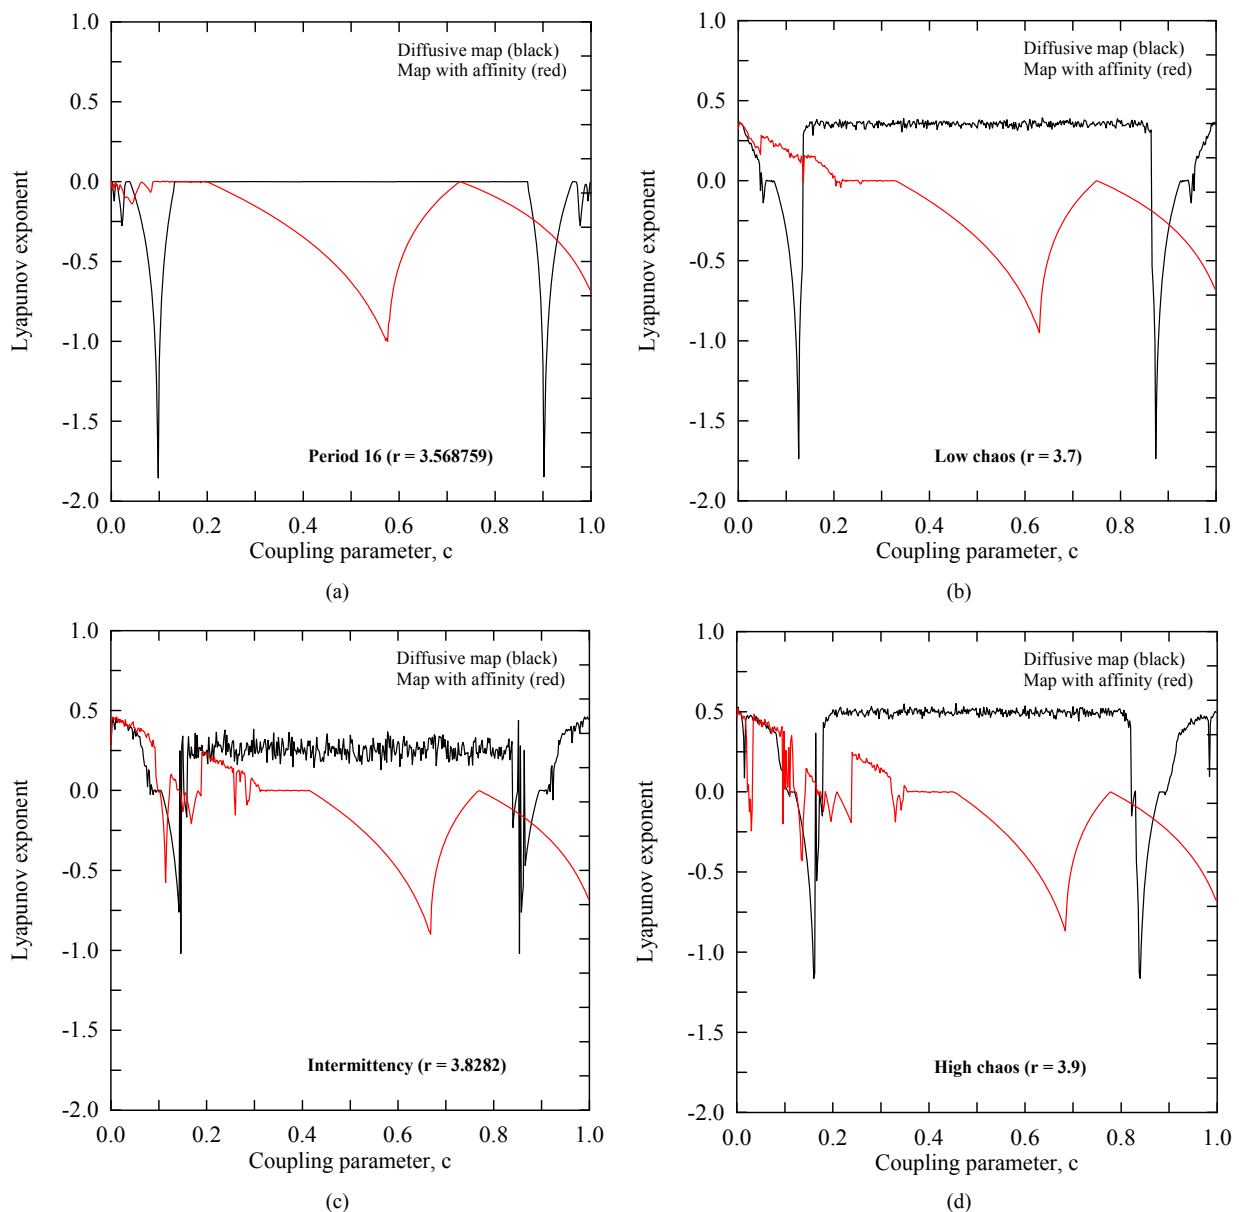 1.0
0.5
0.0
-0.5
-1.0
-1.5
-2.0
Lyapunov exponent
Diffusive map (black)
Map with affinity (red)
Period 16 (r = 3.568759)
0.0 0.2 0.4 0.6 0.8 1.0
Coupling parameter, c
(a)
1.0
0.5
0.0
-0.5
-1.0
-1.5
-2.0
Lyapunov exponent
Diffusive map (black)
Map with affinity (red)
Low chaos (r = 3.7)
0.0 0.2 0.4 0.6 0.8 1.0
Coupling parameter, c
(b)
1.0
0.5
0.0
-0.5
-1.0
-1.5
-2.0
Lyapunov exponent
Diffusive map (black)
Map with affinity (red)
Intermittency (r = 3.8282)
0.0 0.2 0.4 0.6 0.8 1.0
Coupling parameter, c
(c)
1.0
0.5
0.0
-0.5
-1.0
-1.5
-2.0
Lyapunov exponent
Diffusive map (black)
Map with affinity (red)
High chaos (r = 3.9)
0.0 0.2 0.4 0.6 0.8 1.0
Coupling parameter, c
(d)